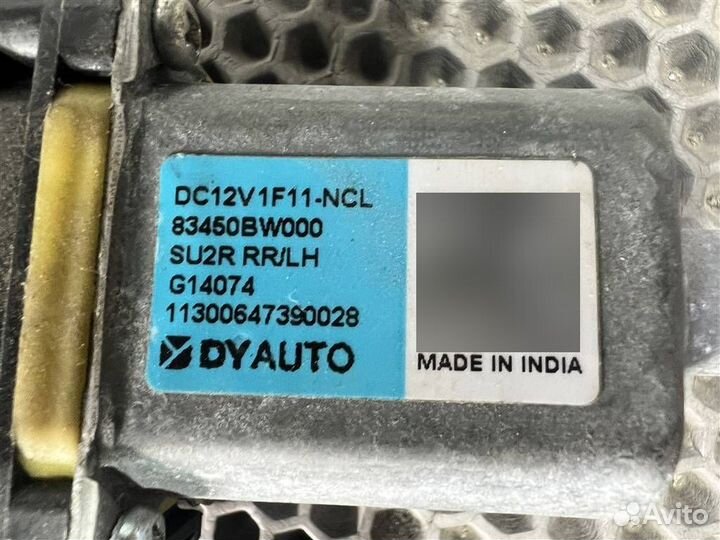 DC12V1F11-NCL
83450BW000
SU2R RR/LH
G14074
11300647390028
DYAUTO
MADE IN INDIA
Avito